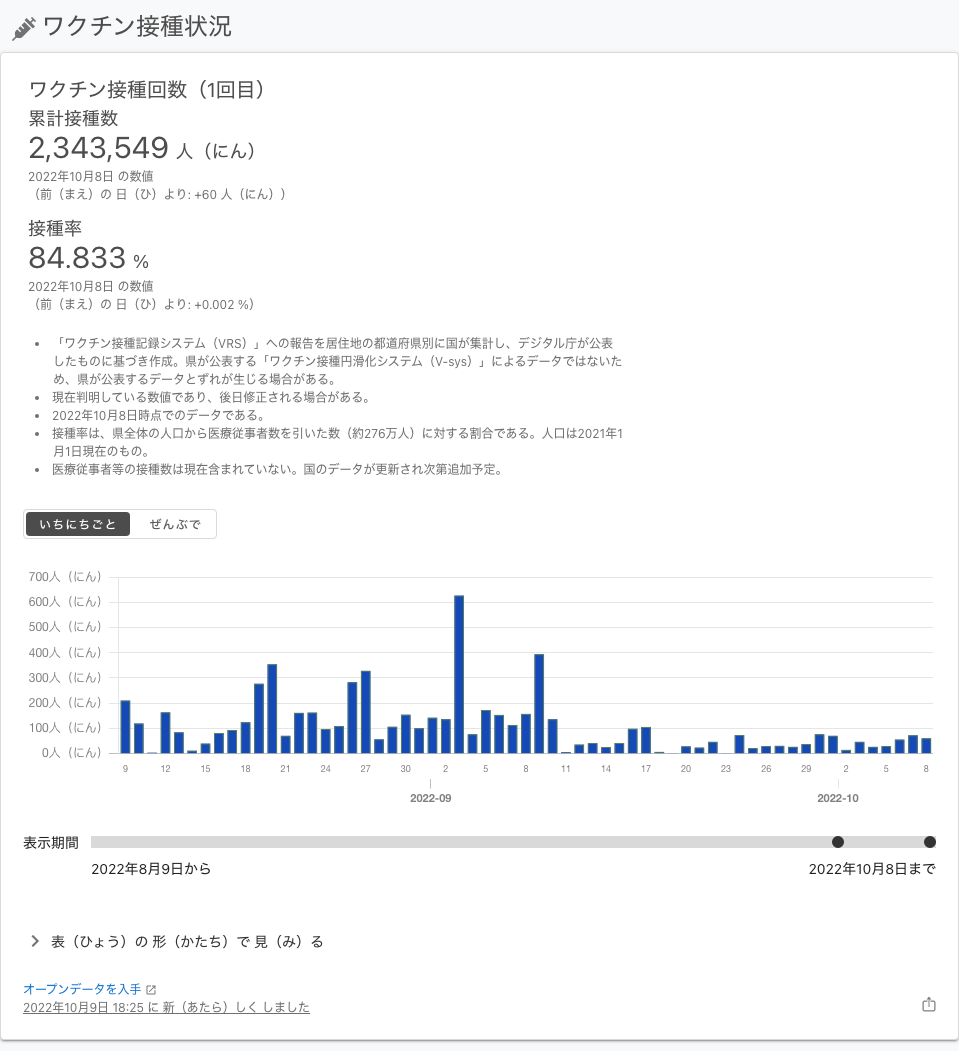 ワクチン接種状況
ワクチン接種回数（1回目）
累計接種数
2,343,549 人（にん）
2022年10月8日 の数値
（前（まえ）の 日（ひ）より: +60 人（にん））
接種率
84.833 %
2022年10月8日 の数値
（前（まえ）の 日（ひ）より: +0.002 %）
• 「ワクチン接種記録システム（VRS）」への報告を居住地の都道府県別に国が集計し、デジタル庁が公表
したものに基づき作成。県が公表する「ワクチン接種円滑化システム（V-sys）」によるデータではないた
め、県が公表するデータとずれが生じる場合がある。
• 現在判明している数値であり、後日修正される場合がある。
• 2022年10月8日時点でのデータである。
• 接種率は、県全体の人口から医療従事者数を引いた数（約276万人）に対する割合である。人口は2021年1
月1日現在のもの。
• 医療従事者等の接種数は現在含まれていない。国のデータが更新され次第追加予定。
いちにちごと ぜんぶで
700人（にん）
600人（にん）
500人（にん）
400人（にん）
300人（にん）
200人（にん）
100人（にん）
0人（にん）
9 12 15 18 21 24 27 30 2 5 8 11 14 17 20 23 26 29 2 5 8
2022-09 2022-10
表示期間
2022年8月9日から 2022年10月8日まで
表（ひょう）の 形（かたち）で 見（み）る
オープンデータを入手
2022年10月9日 18:25 に 新（あたら）しく しました